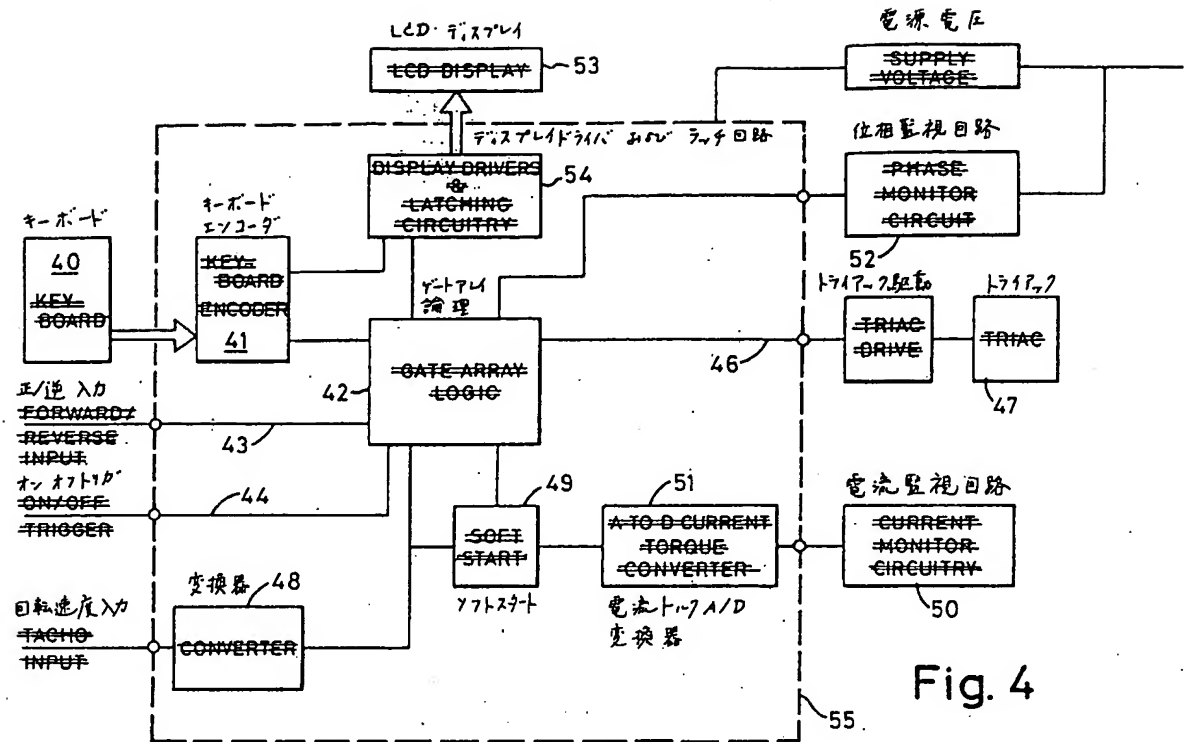 LCD・ディスプレイ
LCD DISPLAY
53
電源電圧
SUPPLY
VOLTAGE
ディスプレイドライバ および ラッチ回路
DISPLAY DRIVERS
&
LATCHING
CIRCUITRY
54
位相監視回路
PHASE
MONITOR
CIRCUIT
52
キーボード
40
KEY-
BOARD
キーボード
エンコーダ
KEY-
BOARD
ENCODER
41
ゲートアレイ
論理
GATE ARRAY
LOGIC
42
トライアック駆動
TRIAC
DRIVE
46
トライアック
TRIAC
47
正/逆 入力
FORWARD/
REVERSE
INPUT
43
オン オフトリガ
ON/OFF
TRIGGER
44
49
SOFT
START
ソフトスタート
51
A TO D CURRENT
TORQUE
CONVERTER
電流トルクA/D
変換器
電流監視回路
CURRENT
MONITOR
CIRCUITRY
50
回転速度入力
TACHO
INPUT
変換器
48
CONVERTER
55
Fig. 4